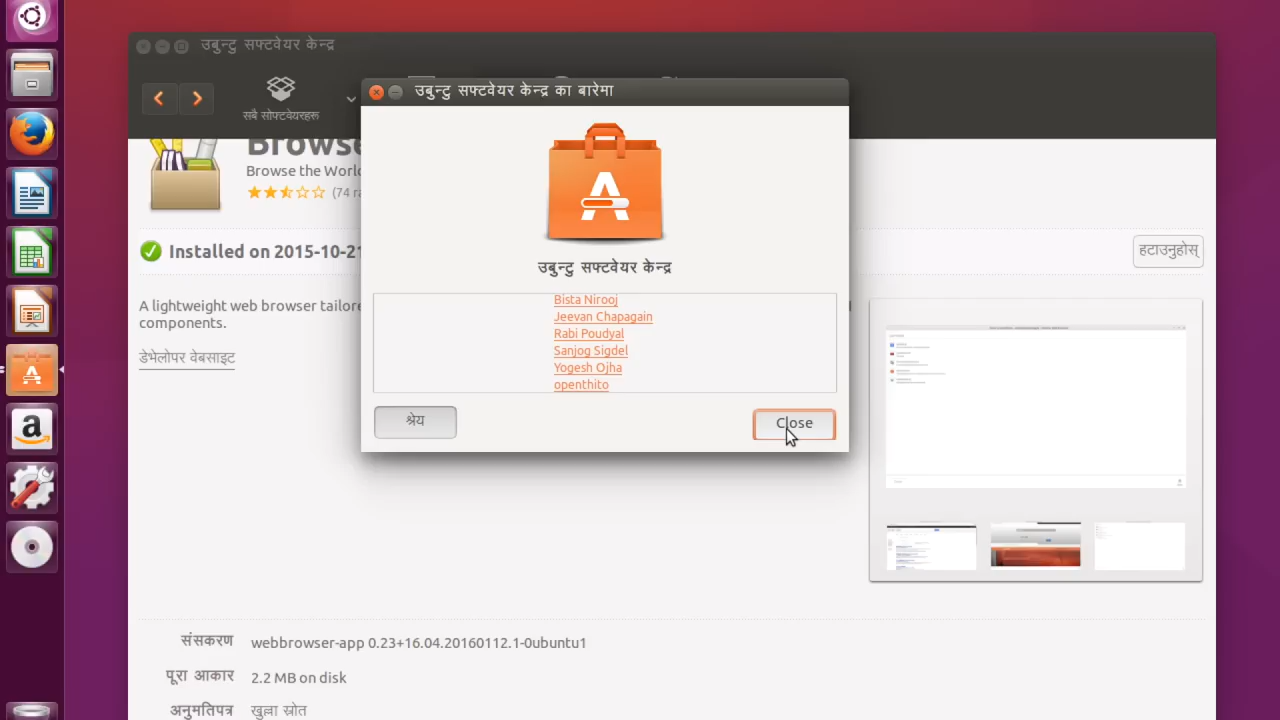 उबुन्टु सफ्टवेयर केन्द्र
सबै सोफ्टवेयरहरु
उबुन्टु सफ्टवेयर केन्द्र का बारेमा
Browse the World
(74 ra
Installed on 2015-10-21
हटाउनुहोस्
A lightweight web browser tailore
components.
डेभेलोपर वेबसाइट
उबुन्टु सफ्टवेयर केन्द्र
Bista Nirooj
Jeevan Chapagain
Rabi Poudyal
Sanjog Sigdel
Yogesh Ojha
openthito
श्रेय
Close
संसकरण webbrowser-app 0.23+16.04.20160112.1-0ubuntu1
पूरा आकार 2.2 MB on disk
अनुमतिपत्र खुल्ला स्रोत